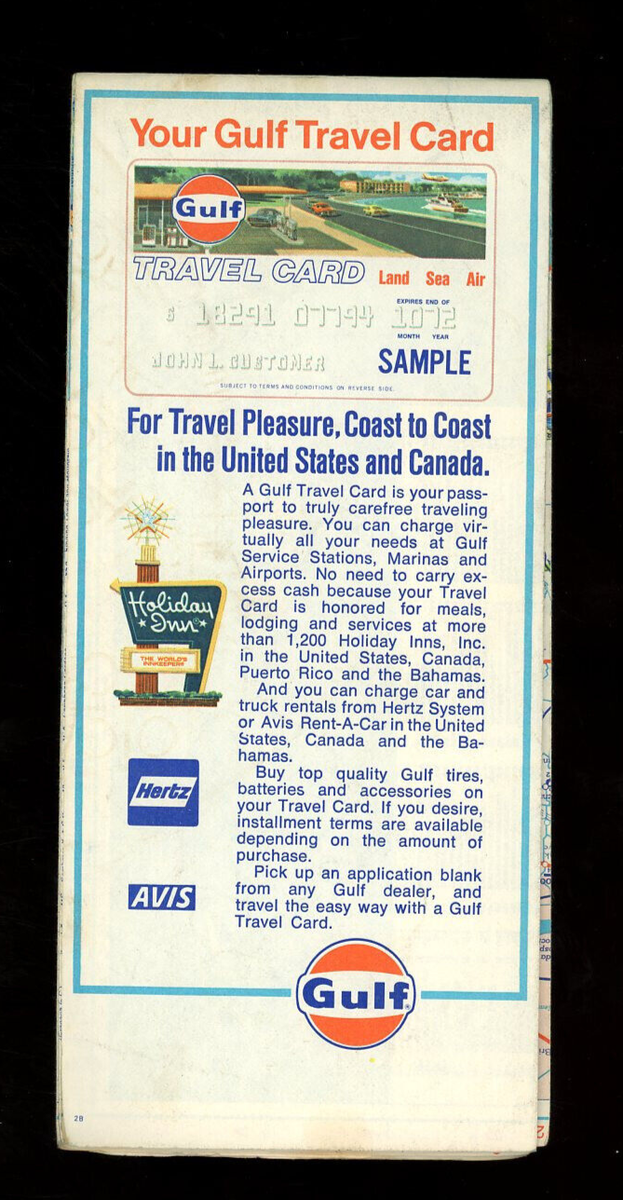 Your Gulf Travel Card
Gulf
TRAVEL CARD Land Sea Air
EXPIRES END OF
6 18291 07794 1072
MONTH YEAR
JOHN L. CUSTOMER SAMPLE
SUBJECT TO TERMS AND CONDITIONS ON REVERSE SIDE.
For Travel Pleasure, Coast to Coast
in the United States and Canada.
A Gulf Travel Card is your pass-
port to truly carefree traveling
pleasure. You can charge vir-
tually all your needs at Gulf
Service Stations, Marinas and
Airports. No need to carry ex-
cess cash because your Travel
Card is honored for meals,
lodging and services at more
than 1,200 Holiday Inns, Inc.
in the United States, Canada,
Puerto Rico and the Bahamas.
And you can charge car and
truck rentals from Hertz System
or Avis Rent-A-Car in the United
States, Canada and the Ba-
hamas.
Buy top quality Gulf tires,
batteries and accessories on
your Travel Card. If you desire,
installment terms are available
depending on the amount of
purchase.
Pick up an application blank
from any Gulf dealer, and
travel the easy way with a Gulf
Travel Card.
Holiday
Inn
THE WORLD'S
INNKEEPER
Hertz
AVIS
Gulf
28